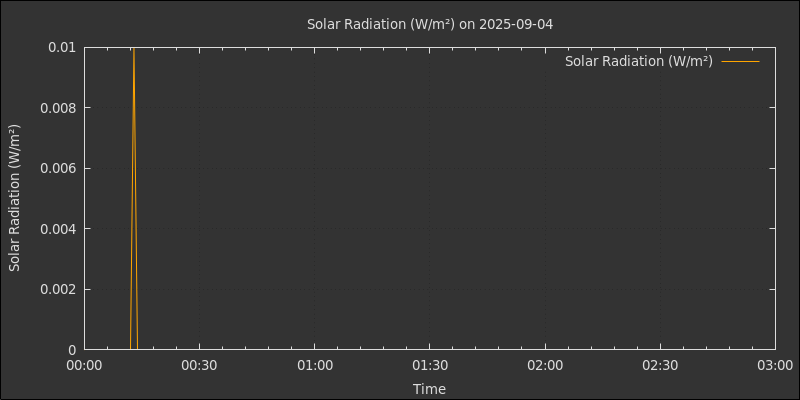 Solar Radiation (W/m²) on 2025-09-04
Solar Radiation (W/m²)
Solar Radiation (W/m²)
0.01
0.008
0.006
0.004
0.002
0
00:00 00:30 01:00 01:30 02:00 02:30 03:00
Time